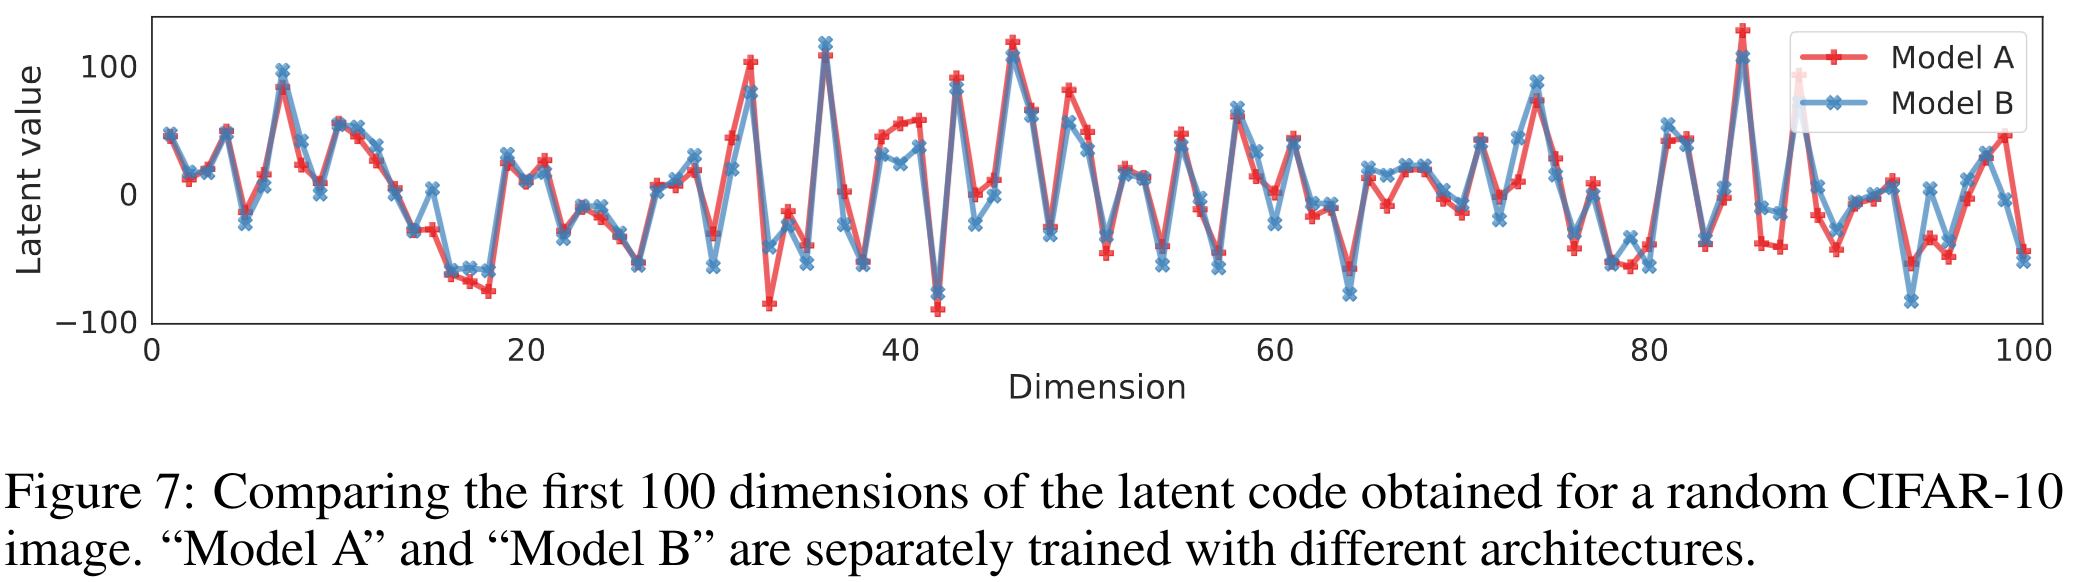 100
0
−100
Latent value
Model A
Model B
0 20 40 60 80 100
Dimension
Figure 7: Comparing the first 100 dimensions of the latent code obtained for a random CIFAR-10
image. “Model A” and “Model B” are separately trained with different architectures.